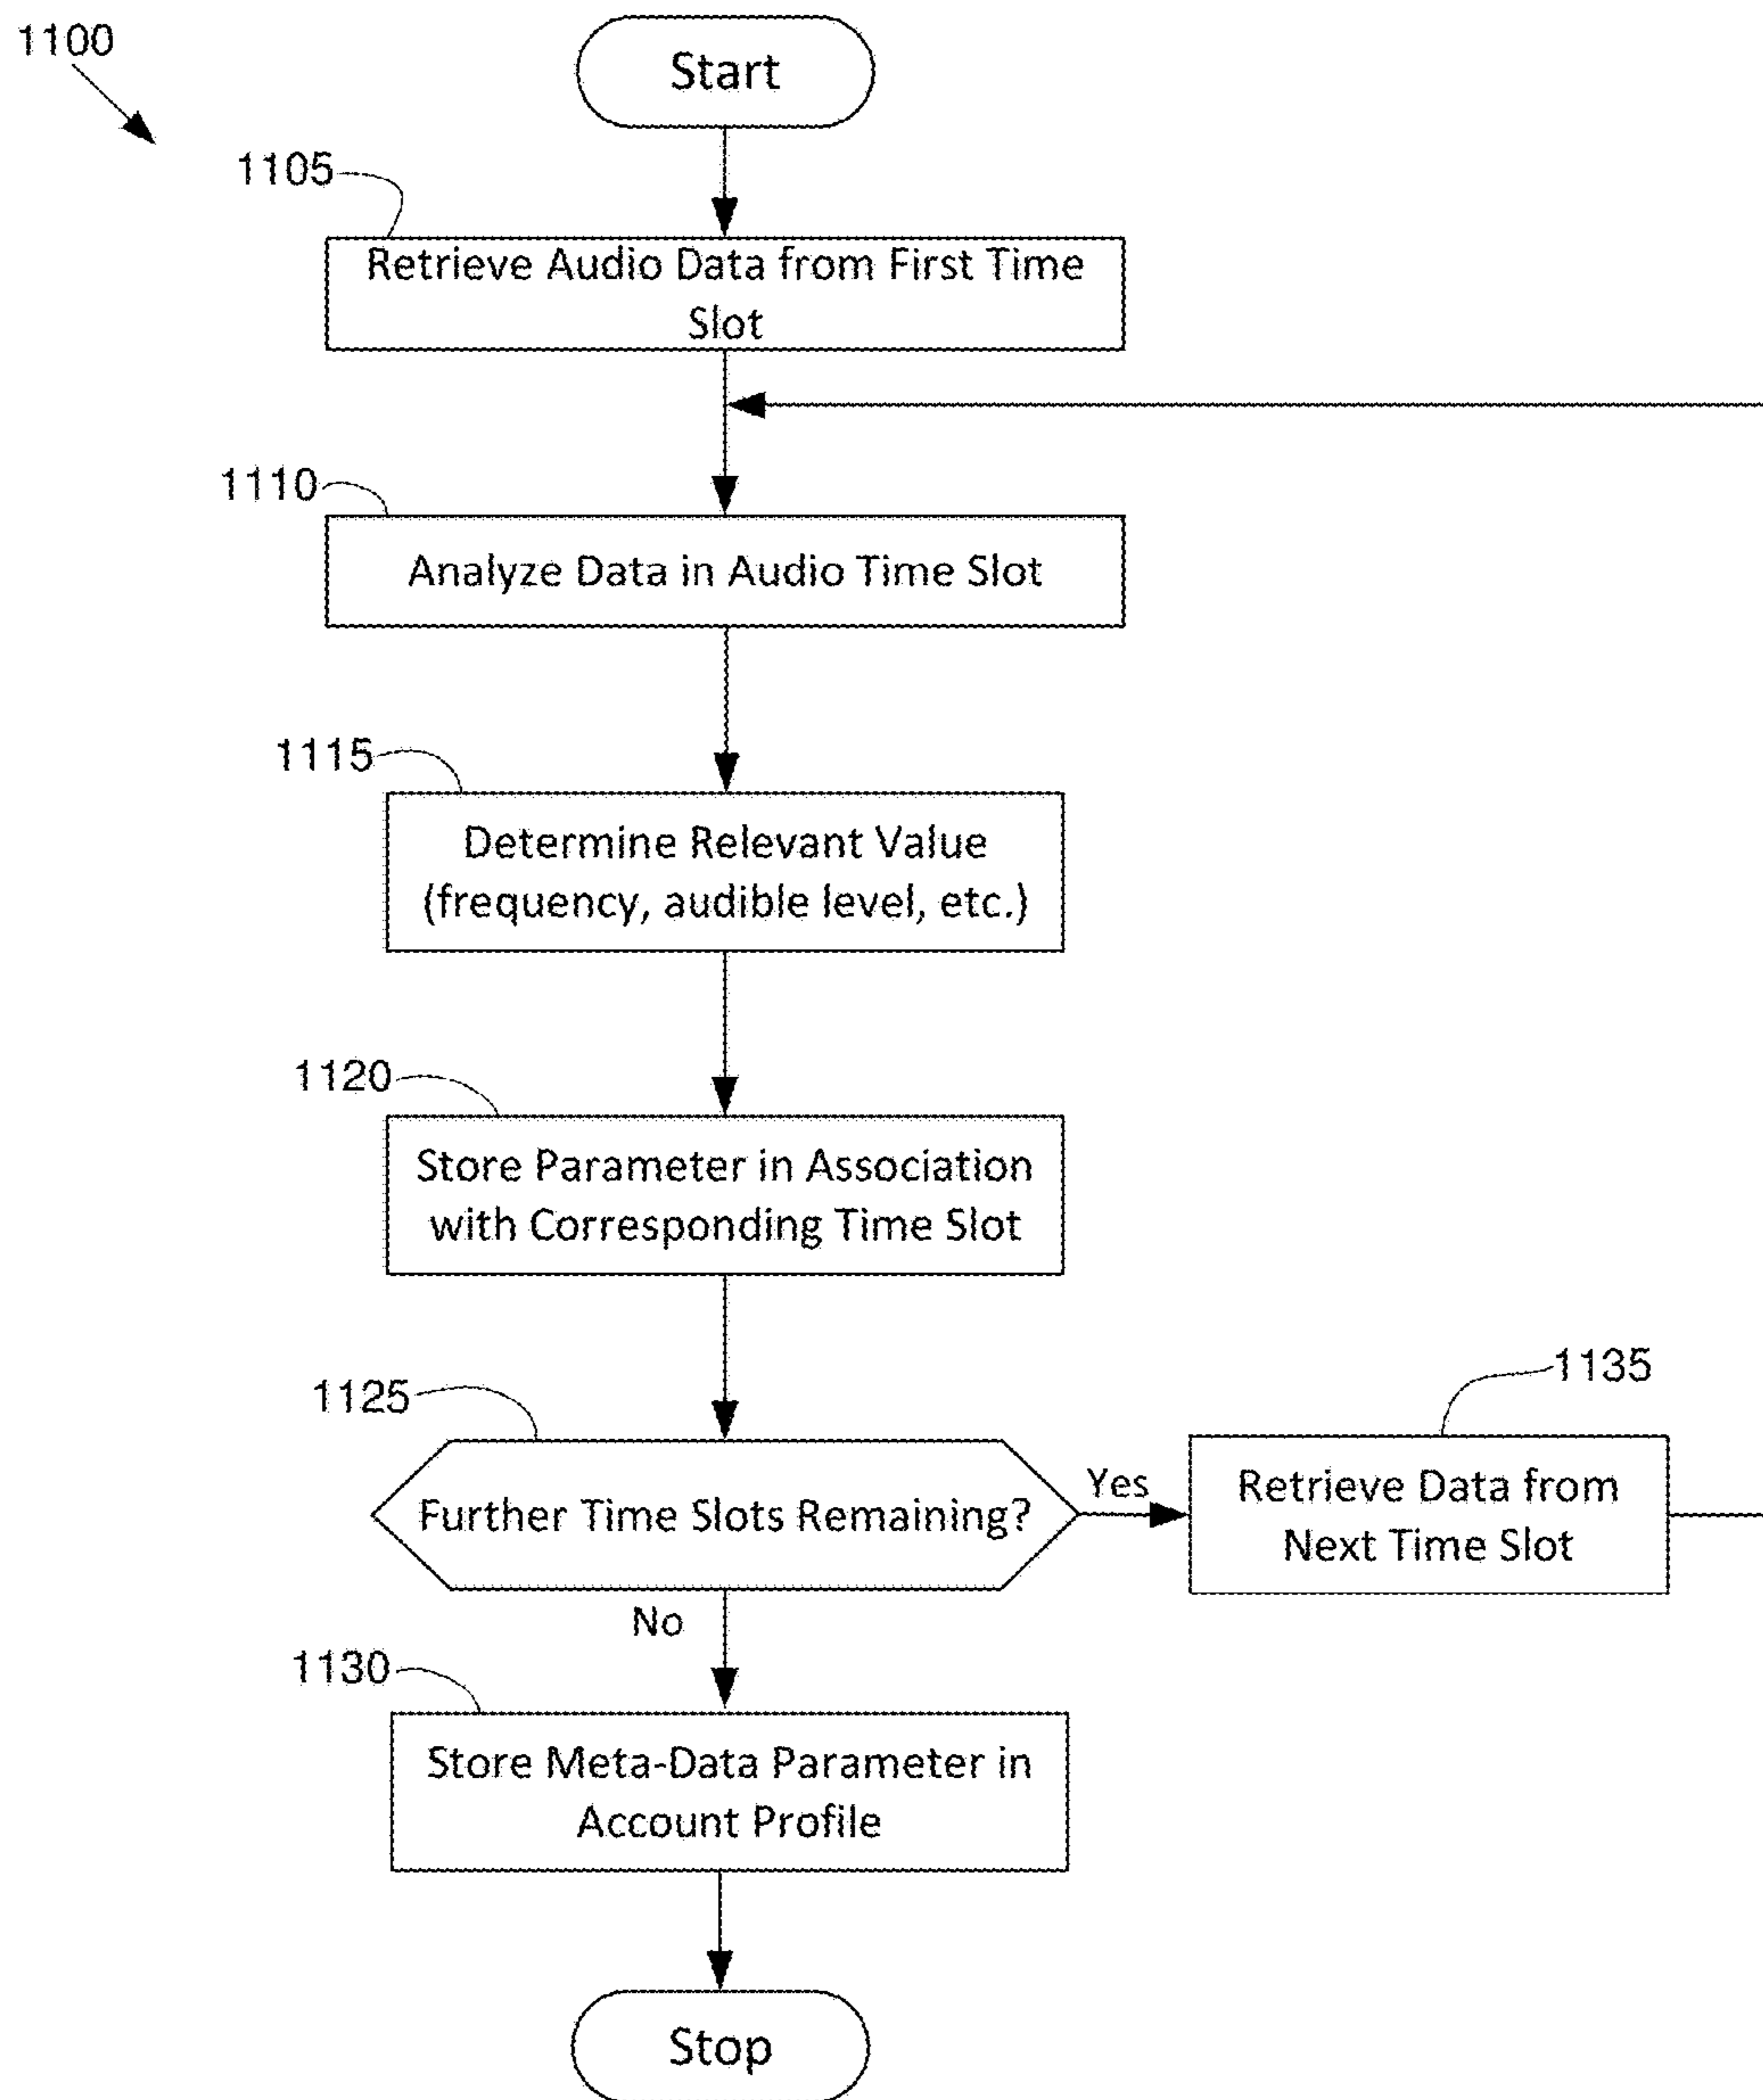 1100
Start
1105
Retrieve Audio Data from First Time
Slot
1110
Analyze Data in Audio Time Slot
1115
Determine Relevant Value
(frequency, audible level, etc.)
1120
Store Parameter in Association
with Corresponding Time Slot
1125
Further Time Slots Remaining?
Yes
1135
Retrieve Data from
Next Time Slot
No
1130
Store Meta-Data Parameter in
Account Profile
Stop